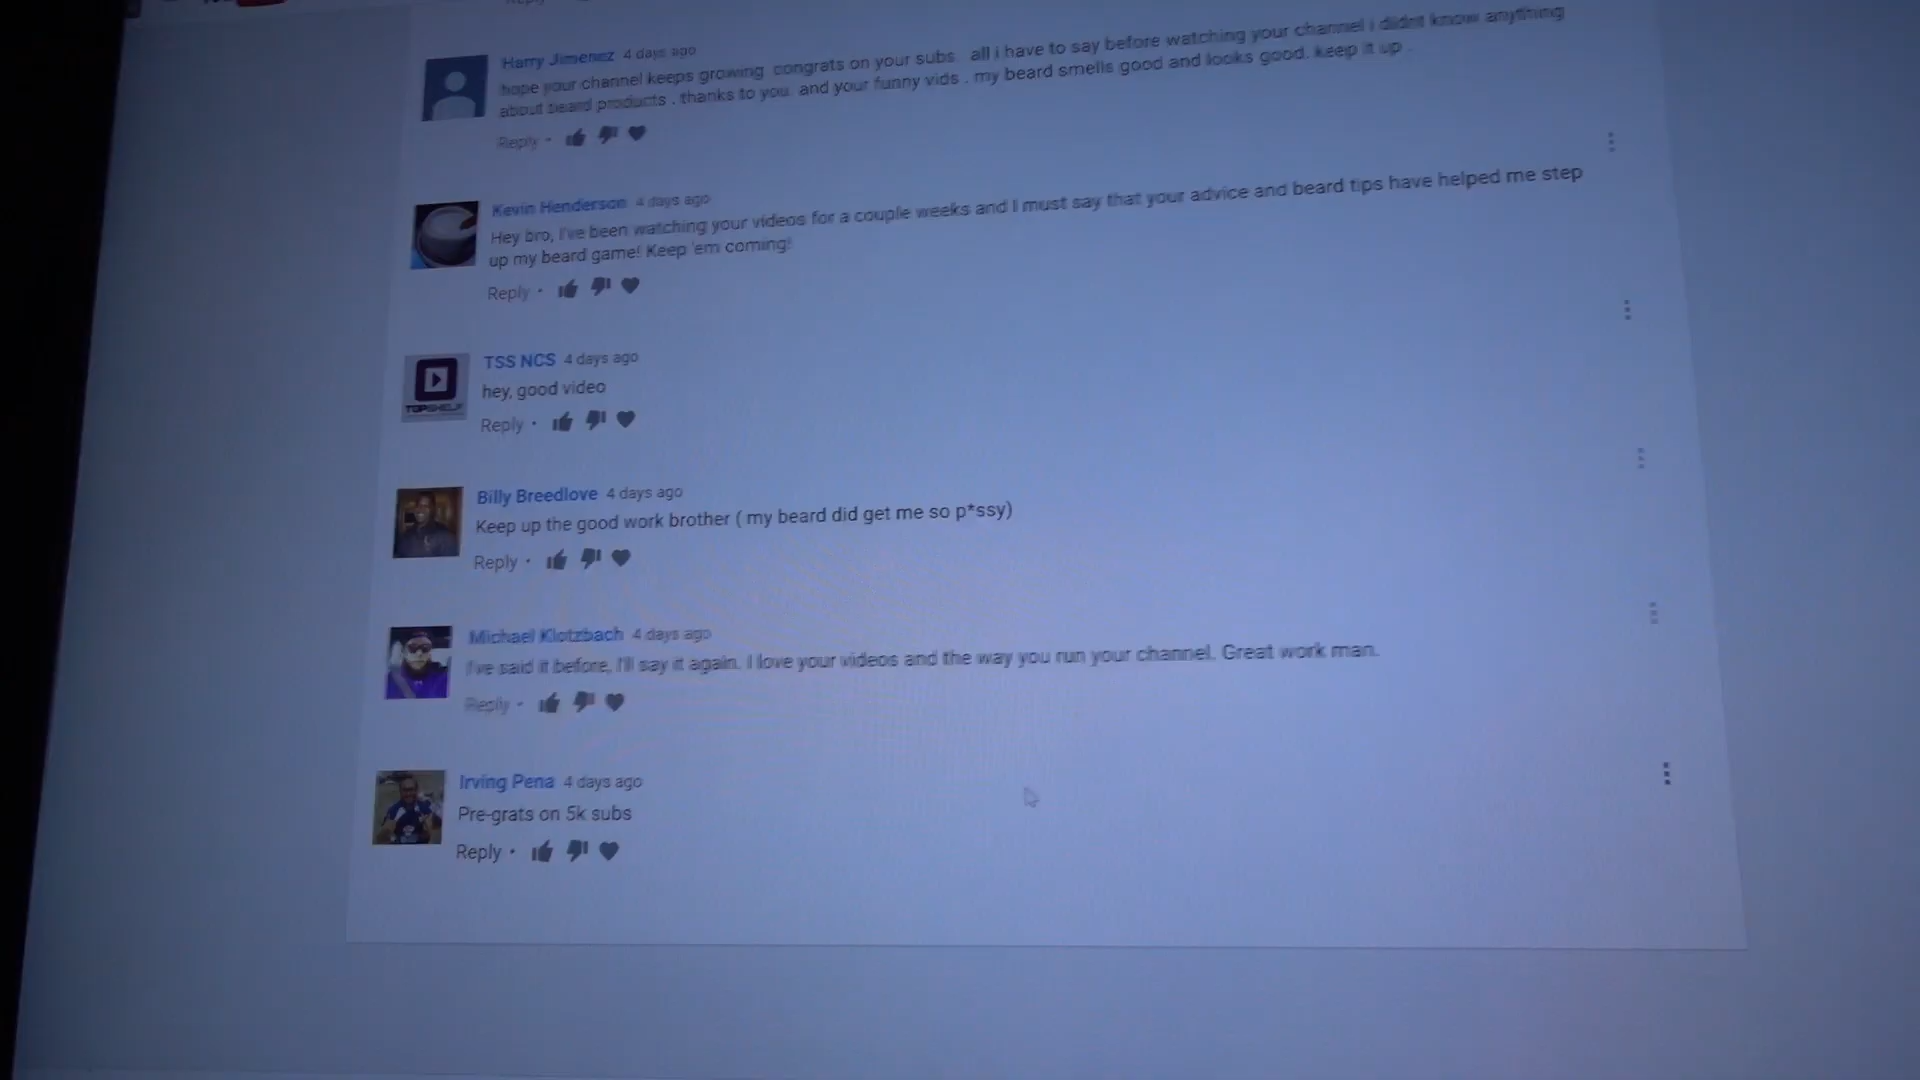 Harry Jimenez 4 days ago
hope your channel keeps growing. congrats on your subs. all i have to say before watching your channel i didnt know anything
about beard products . thanks to you. and your funny vids . my beard smells good and looks good. keep it up .
Reply •
Kevin Henderson 4 days ago
Hey bro, I've been watching your videos for a couple weeks and I must say that your advice and beard tips have helped me step
up my beard game! Keep 'em coming!
Reply •
TSS NCS 4 days ago
TOPSHELF
hey, good video
Reply •
Billy Breedlove 4 days ago
Keep up the good work brother ( my beard did get me so p*ssy)
Reply •
Michael Klotzbach 4 days ago
I've said it before, I'll say it again. I love your videos and the way you run your channel. Great work man.
Reply •
Irving Pena 4 days ago
Pre-grats on 5k subs
Reply •